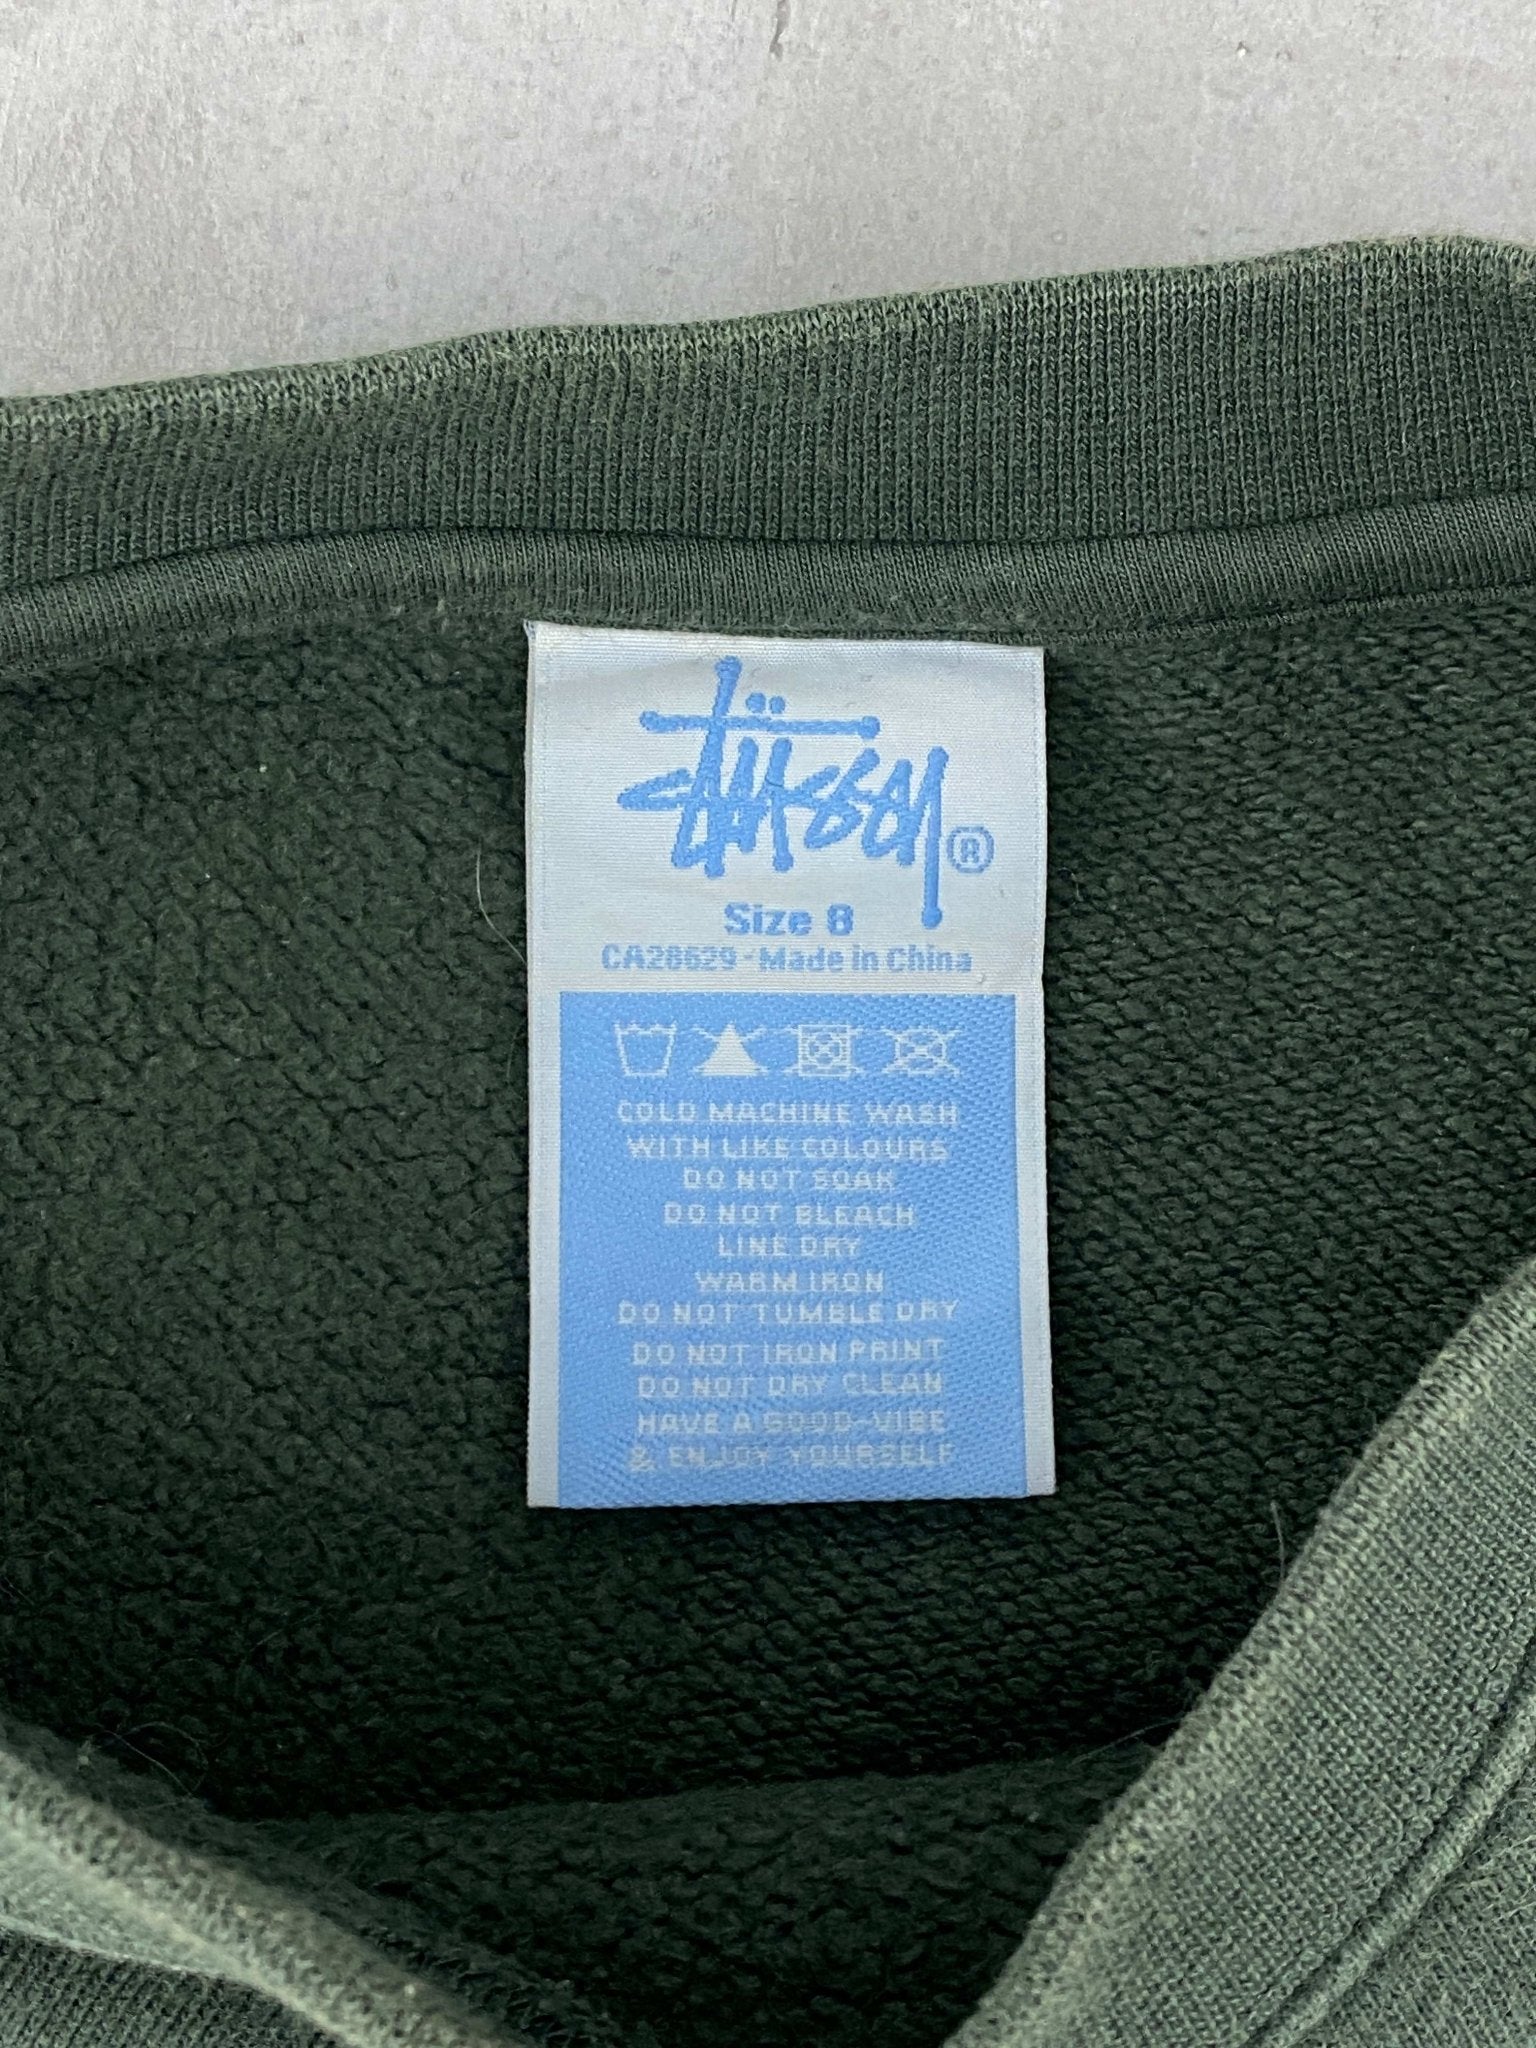 Stüssy ®
Size 8
CA28629 - Made in China
COLD MACHINE WASH
WITH LIKE COLOURS
DO NOT SOAK
DO NOT BLEACH
LINE DRY
WARM IRON
DO NOT TUMBLE DRY
DO NOT IRON PRINT
DO NOT DRY CLEAN
HAVE A GOOD-VIBE
& ENJOY YOURSELF